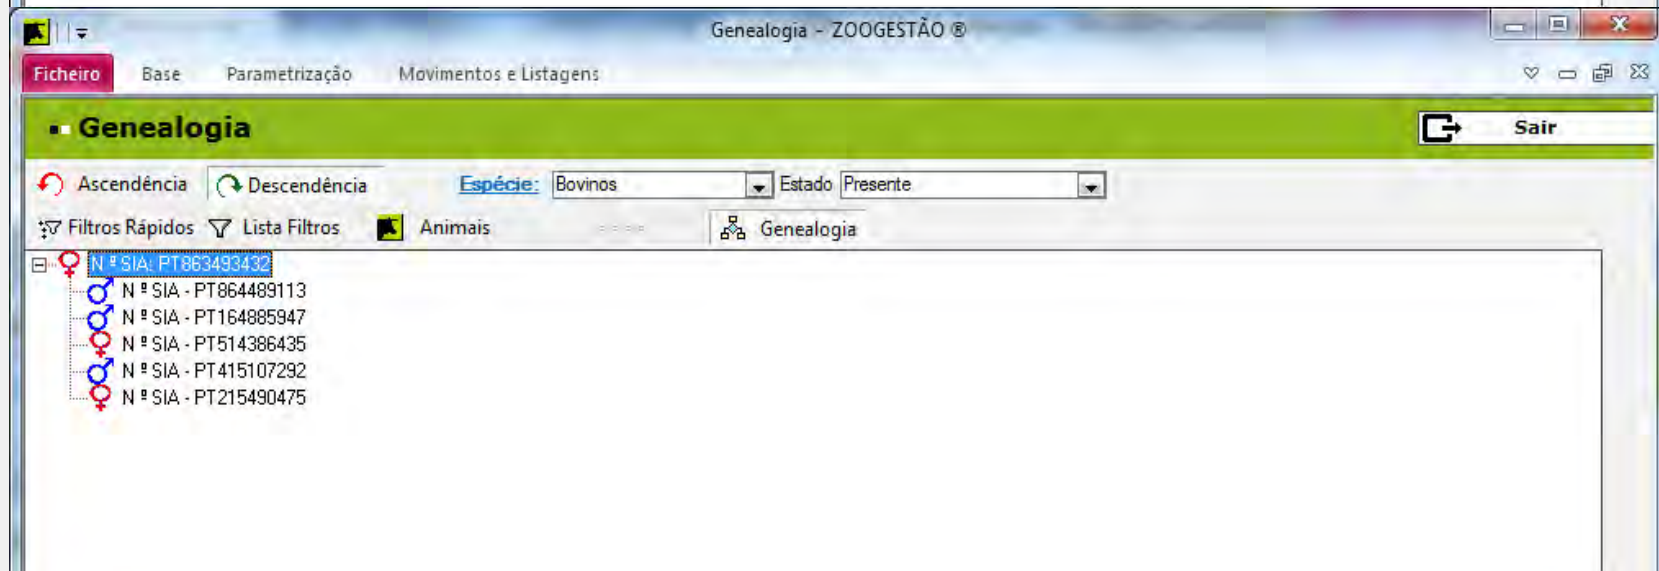 Genealogia - ZOOGESTÃO ®
Ficheiro Base Parametrização Movimentos e Listagens
Genealogia Sair
Ascendência Descendência Espécie: Bovinos Estado Presente
Filtros Rápidos Lista Filtros Animais Genealogia
N º SIA: PT863493432
N º SIA - PT864489113
N º SIA - PT164885947
N º SIA - PT514386435
N º SIA - PT415107292
N º SIA - PT215490475